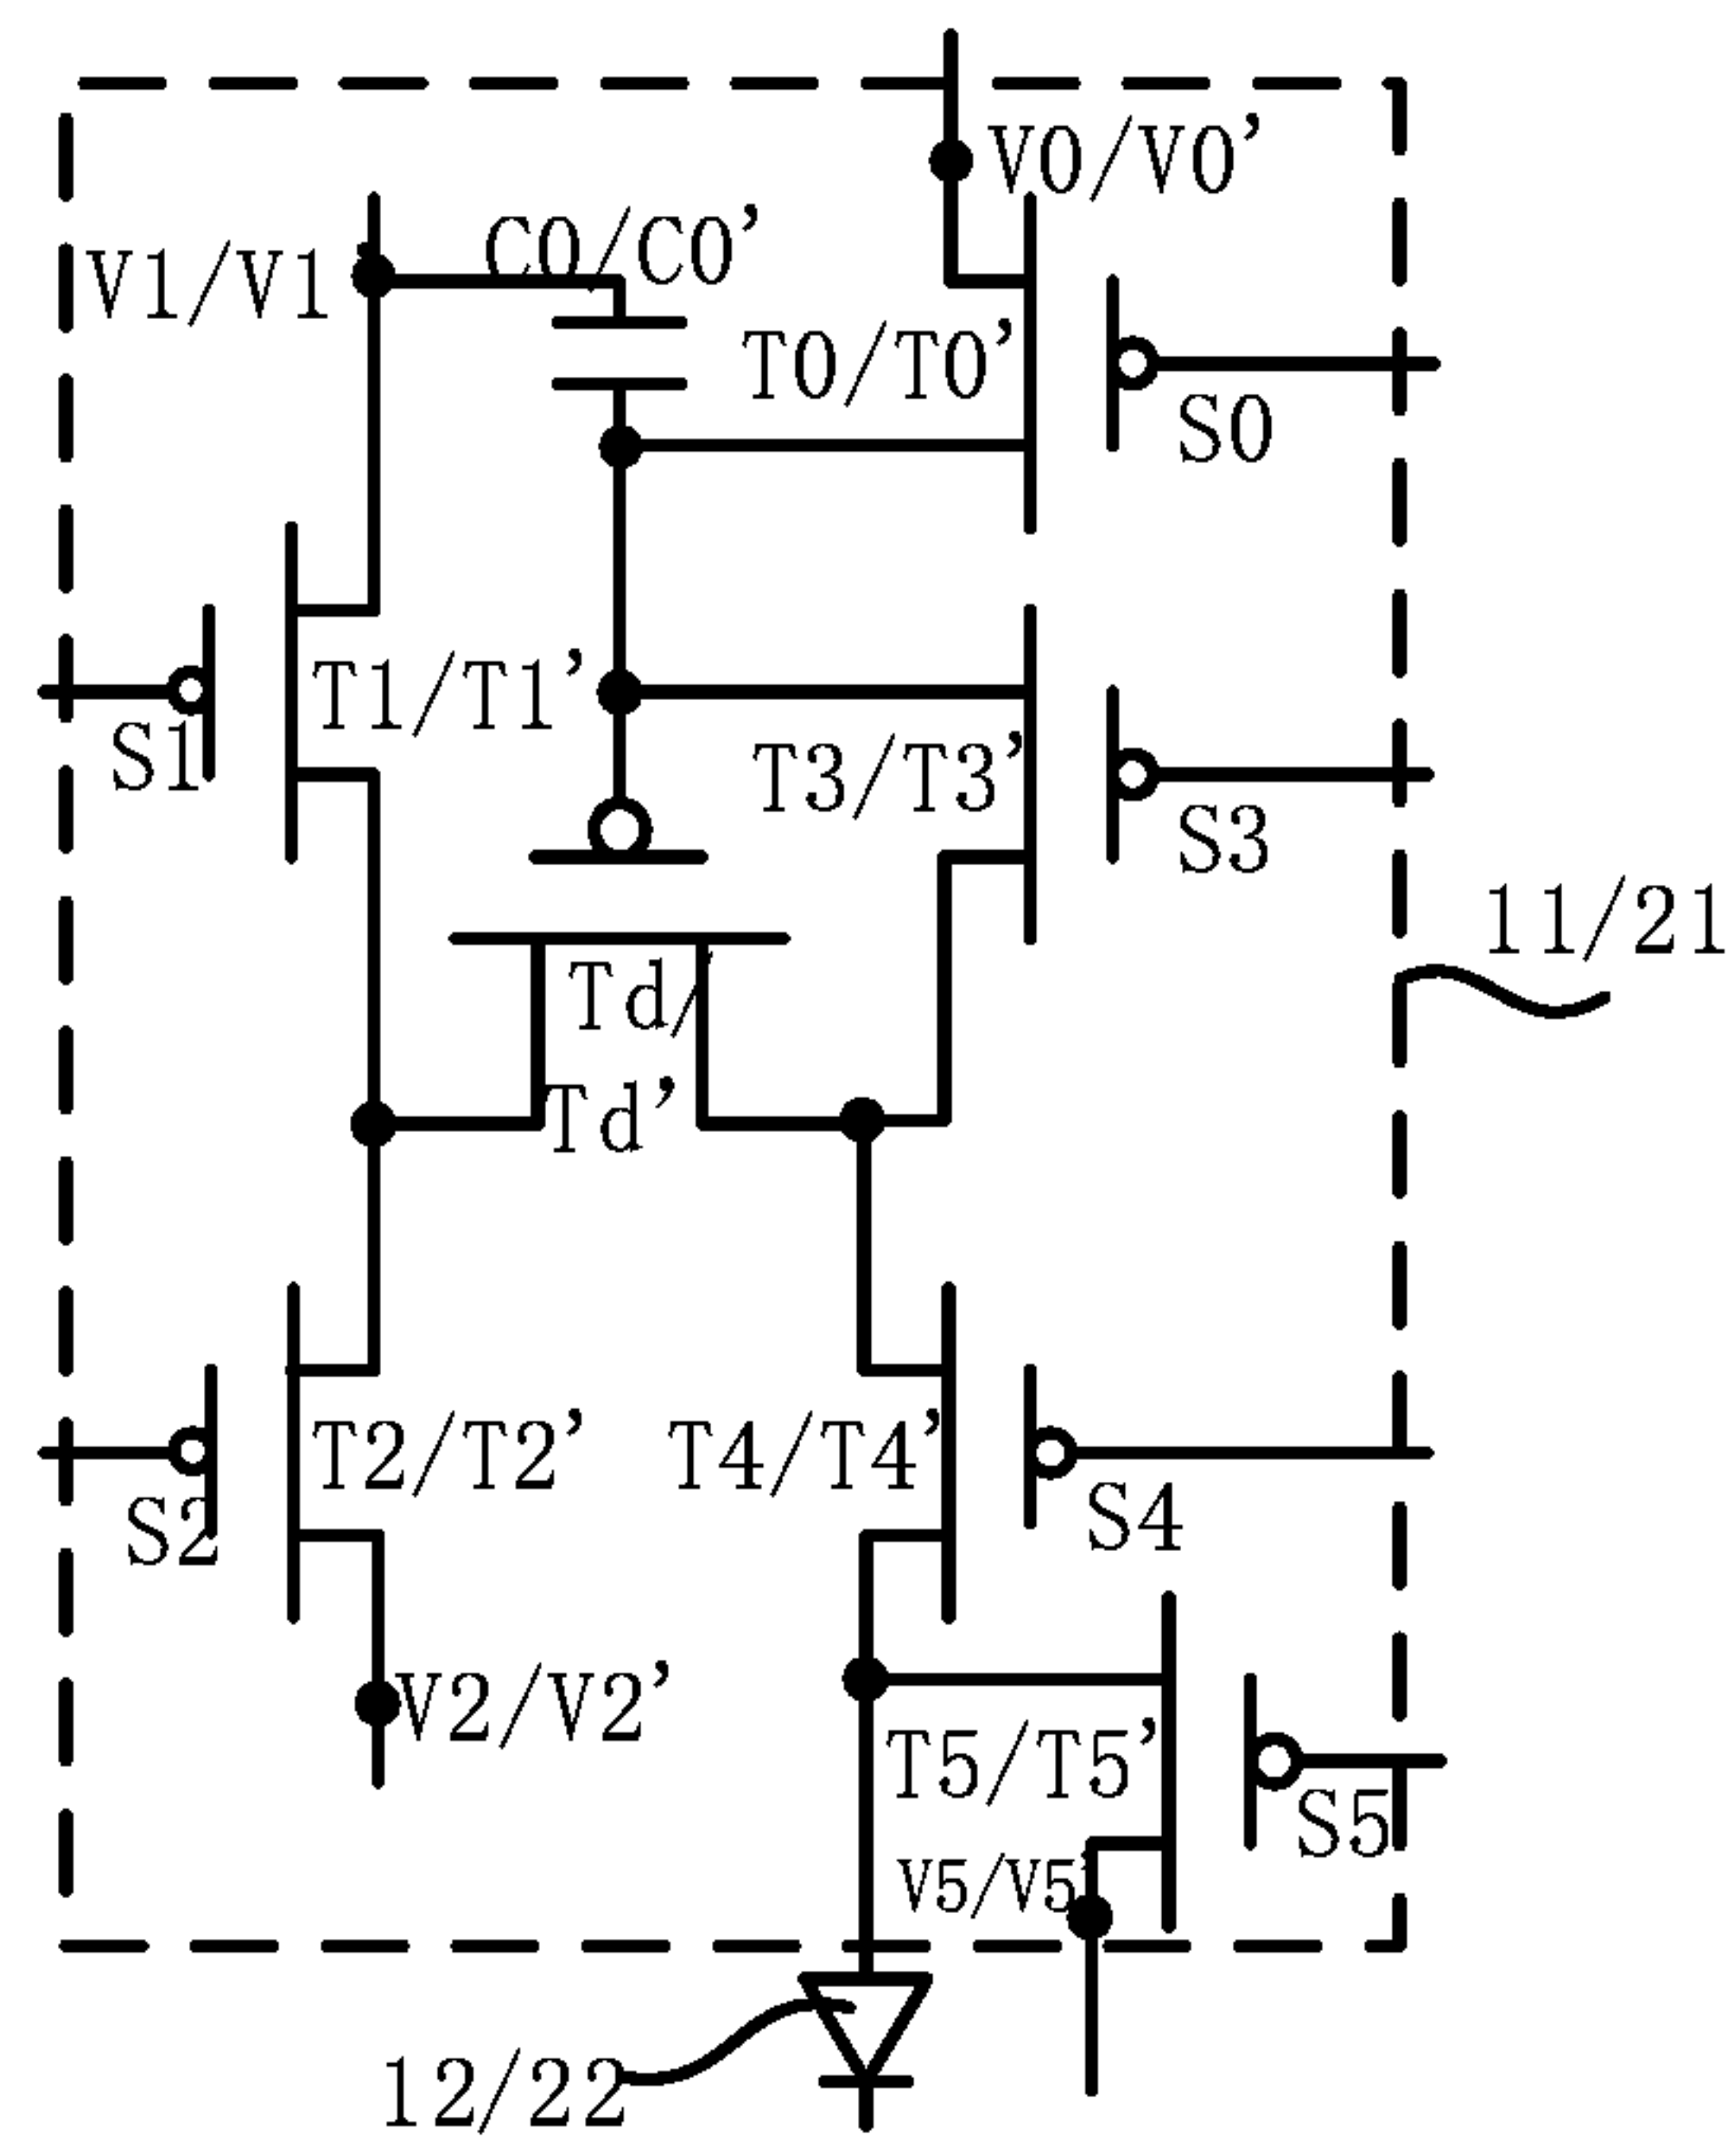 V0/V0'
C0/C0'
V1/V1
T0/T0'
S0
T1/T1'
S1
T3/T3'
S3
11/21
Td/
Td'
T2/T2'
T4/T4'
S2
S4
V2/V2'
T5/T5'
S5
V5/V5'
12/22